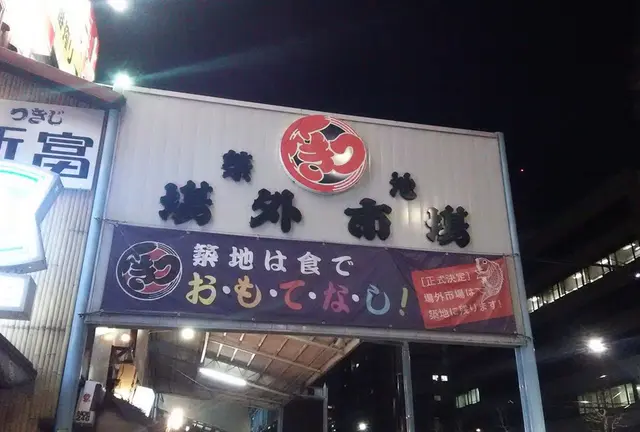 つきじ
新富
築地
場外市場
築地は食で
お・も・て・な・し!
[正式決定]
場外市場は
築地に残ります!